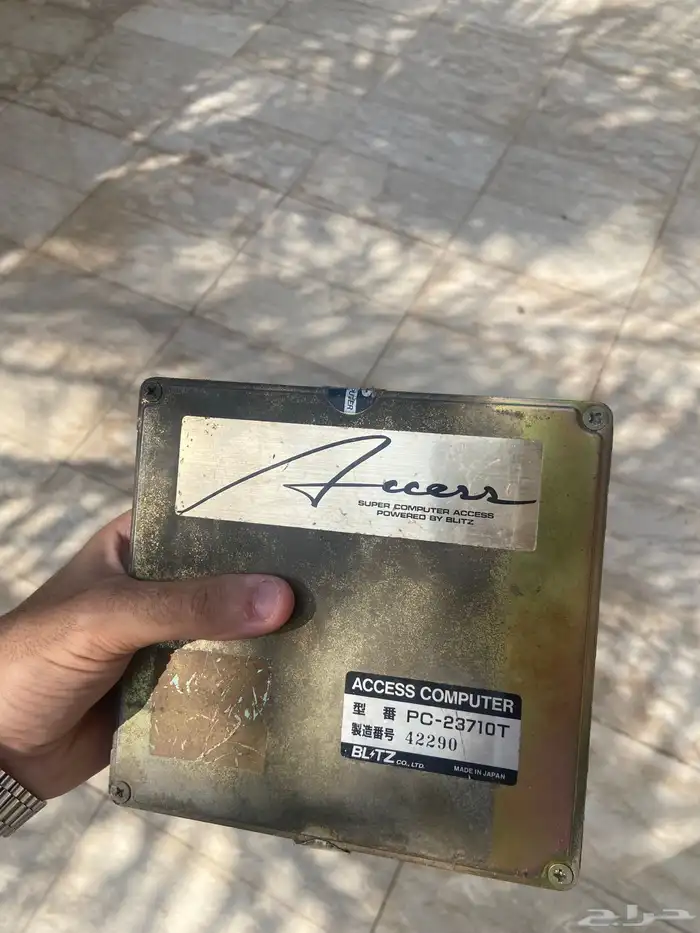 Access
SUPER COMPUTER ACCESS
POWERED BY BLITZ
ACCESS COMPUTER
型 番 PC-23710T
製造番号 42290
BLITZ CO., LTD. MADE IN JAPAN
حراج